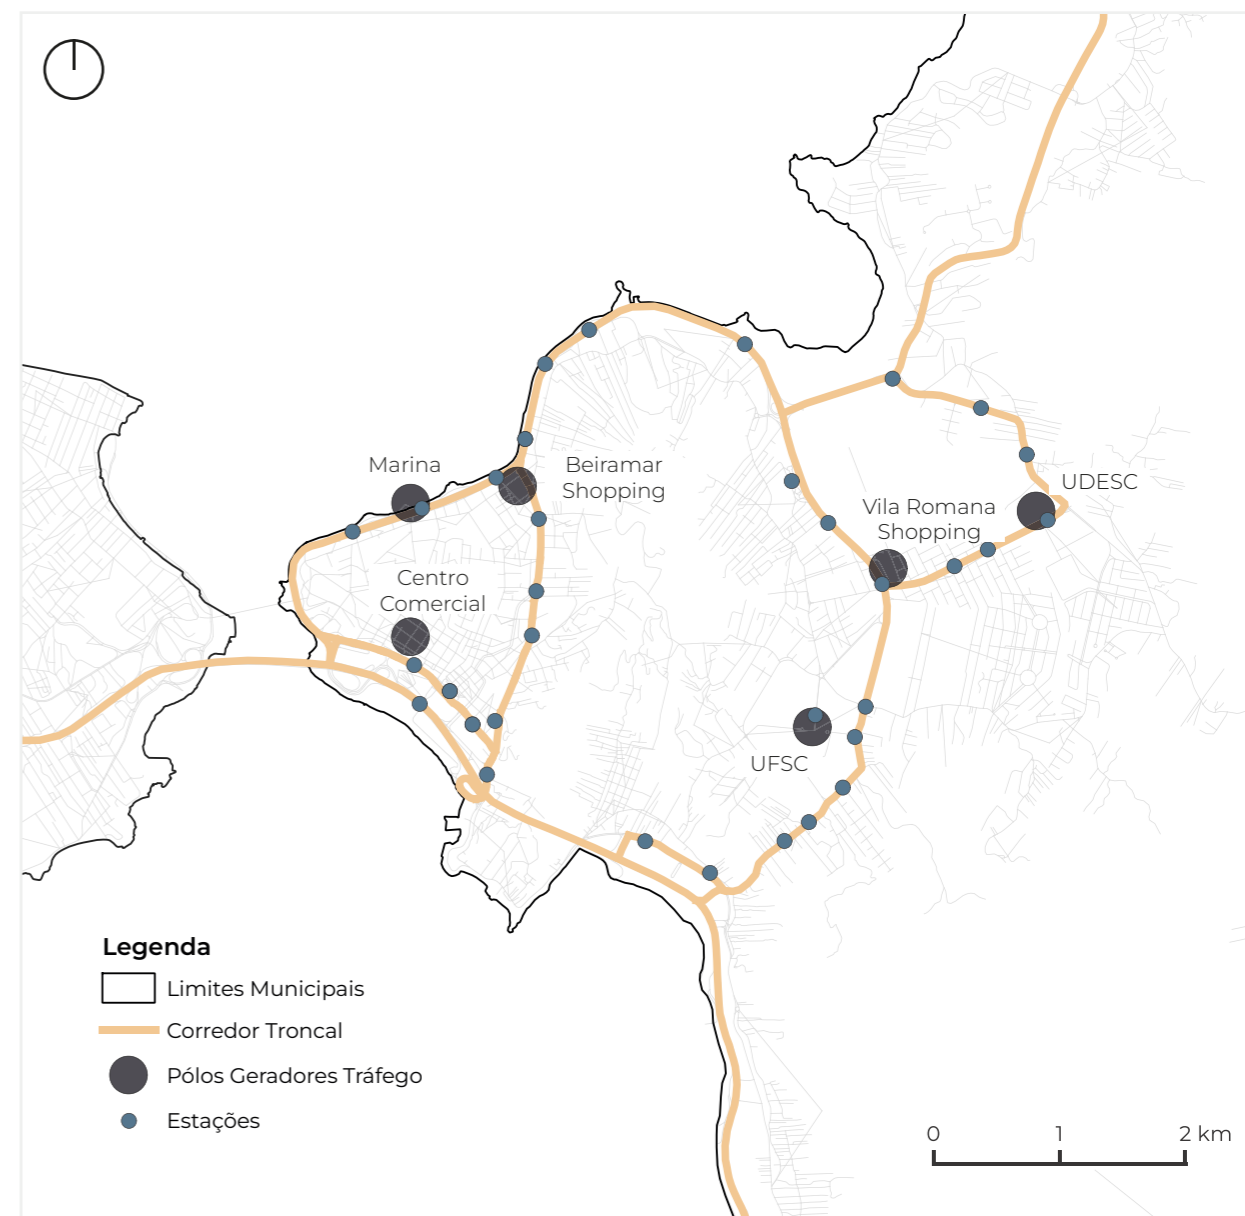 Marina
Beiramar
Shopping
UDESC
Vila Romana
Shopping
Centro
Comercial
UFSC
Legenda
Limites Municipais
Corredor Troncal
Pólos Geradores Tráfego
Estações
0 1 2 km